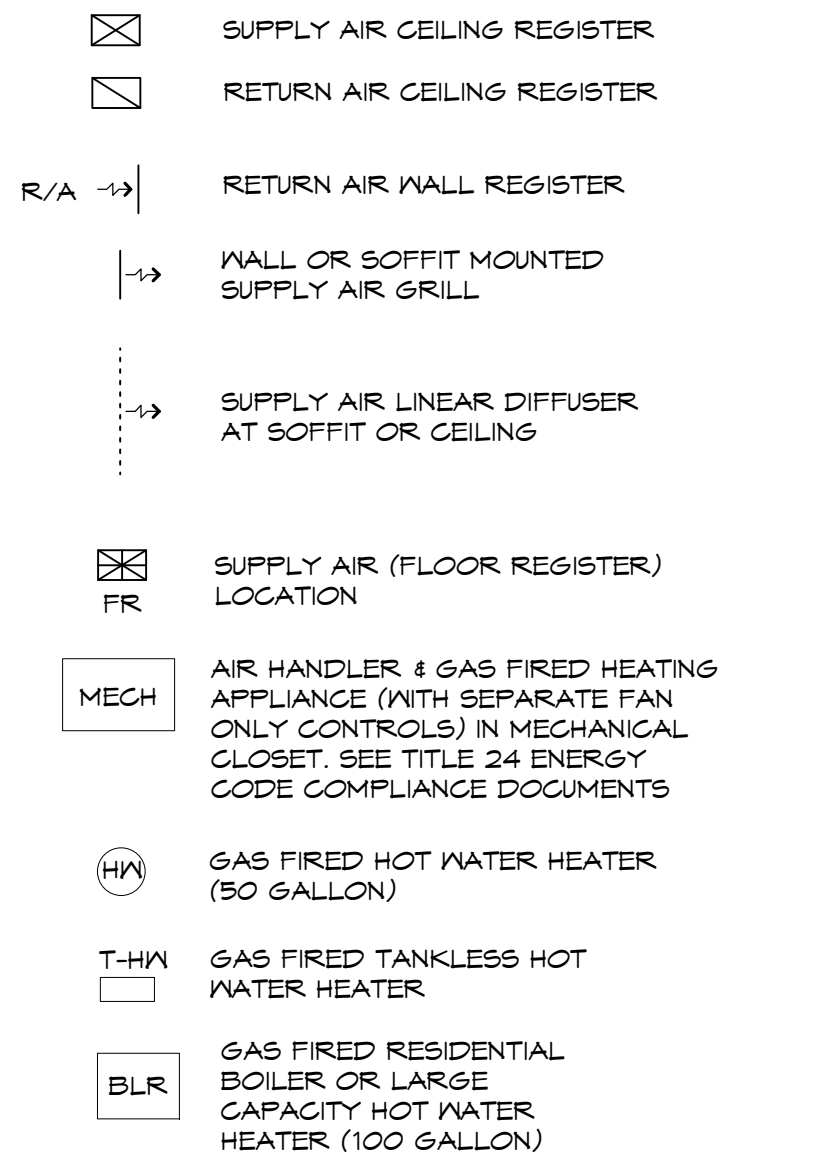 SUPPLY AIR CEILING REGISTER
RETURN AIR CEILING REGISTER
R/A RETURN AIR WALL REGISTER
WALL OR SOFFIT MOUNTED
SUPPLY AIR GRILL
SUPPLY AIR LINEAR DIFFUSER
AT SOFFIT OR CEILING
SUPPLY AIR (FLOOR REGISTER)
FR LOCATION
AIR HANDLER & GAS FIRED HEATING
MECH APPLIANCE (WITH SEPARATE FAN
ONLY CONTROLS) IN MECHANICAL
CLOSET. SEE TITLE 24 ENERGY
CODE COMPLIANCE DOCUMENTS
HW GAS FIRED HOT WATER HEATER
(50 GALLON)
T-HW GAS FIRED TANKLESS HOT
WATER HEATER
GAS FIRED RESIDENTIAL
BLR BOILER OR LARGE
CAPACITY HOT WATER
HEATER (100 GALLON)